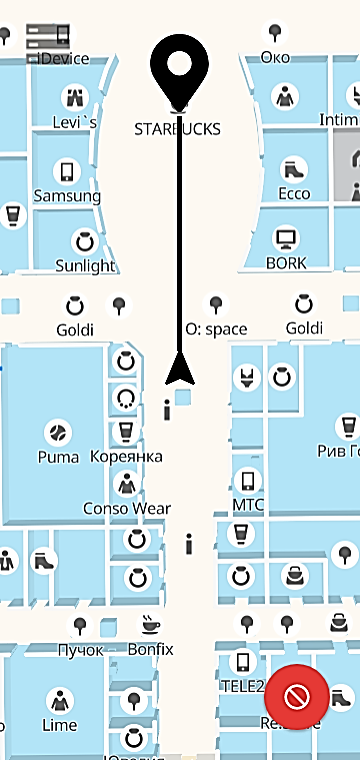 iDevice
Око
Levi`s
Intim
STARBUCKS
Samsung
Ecco
Sunlight
BORK
Goldi
O: space
Goldi
Puma
Кореянка
Рив Го
Conso Wear
МТС
Пучок
Bonfix
TELE2
Lime